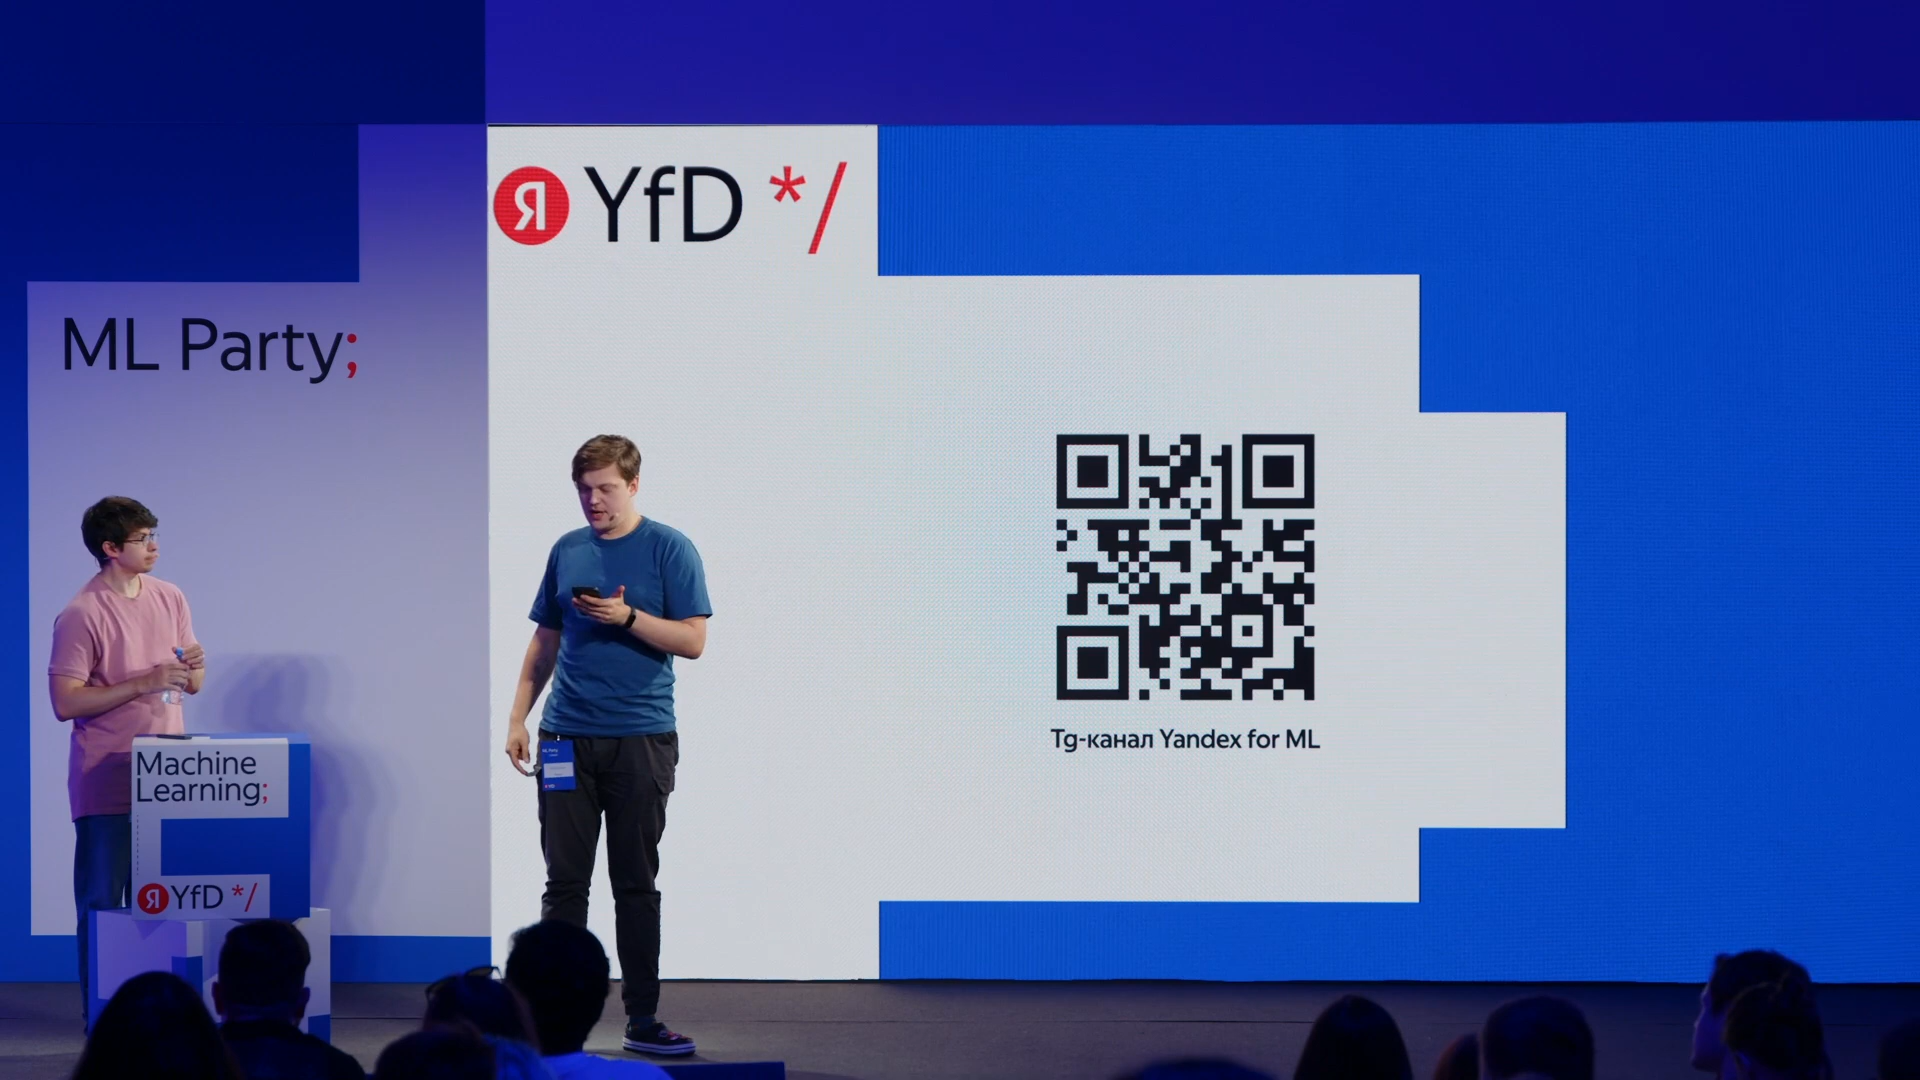 Я YfD */
ML Party;
Tg-канал Yandex for ML
Machine
Learning;
Я YfD */